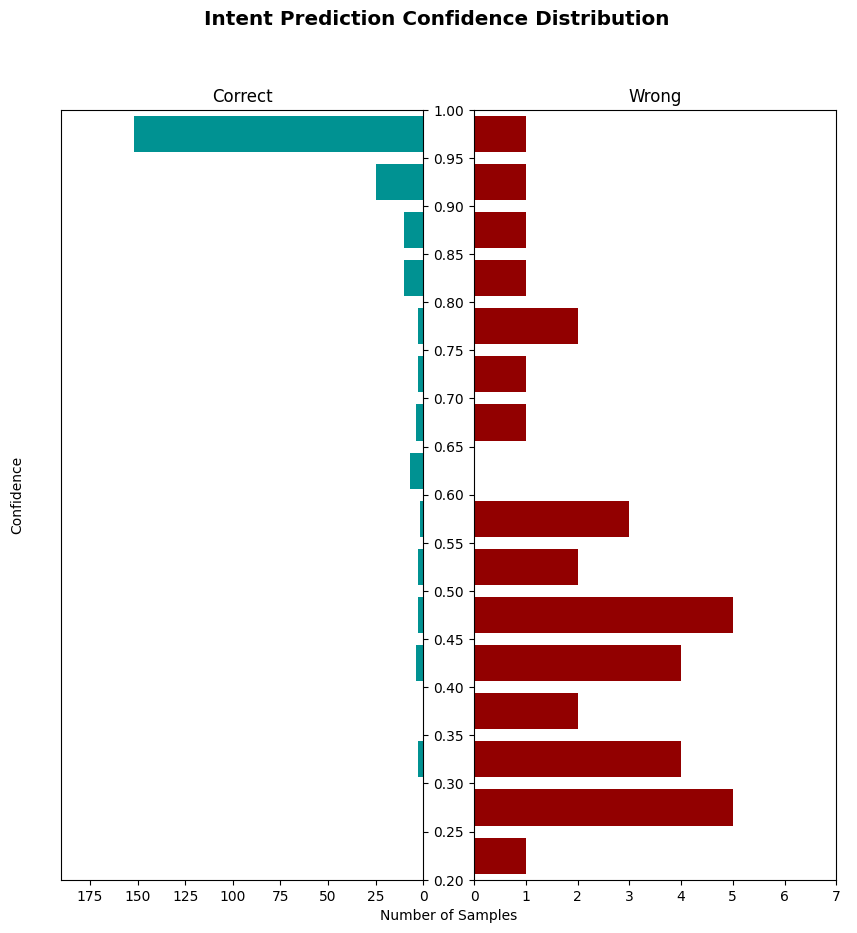 Intent Prediction Confidence Distribution
Correct
Wrong
1.00
0.95
0.90
0.85
0.80
0.75
0.70
0.65
0.60
0.55
0.50
0.45
0.40
0.35
0.30
0.25
0.20
Confidence
175 150 125 100 75 50 25 0
0 1 2 3 4 5 6 7
Number of Samples